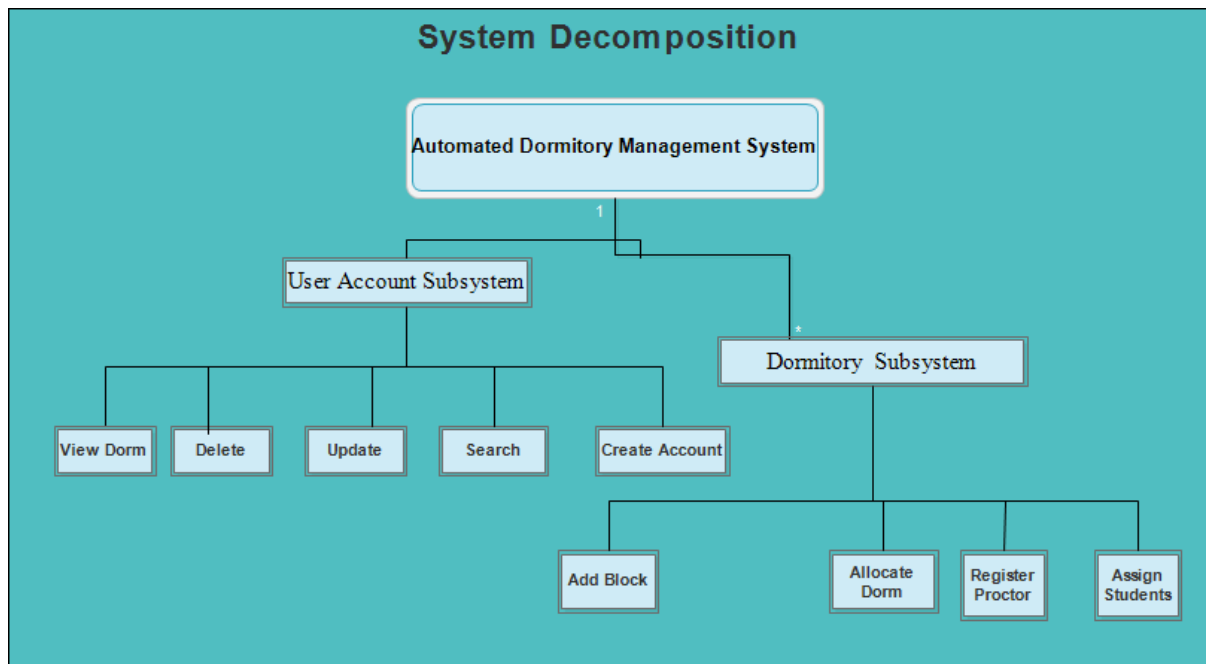 System Decomposition
Automated Dormitory Management System
1
User Account Subsystem
*
Dormitory Subsystem
View Dorm
Delete
Update
Search
Create Account
Add Block
Allocate
Dorm
Register
Proctor
Assign
Students